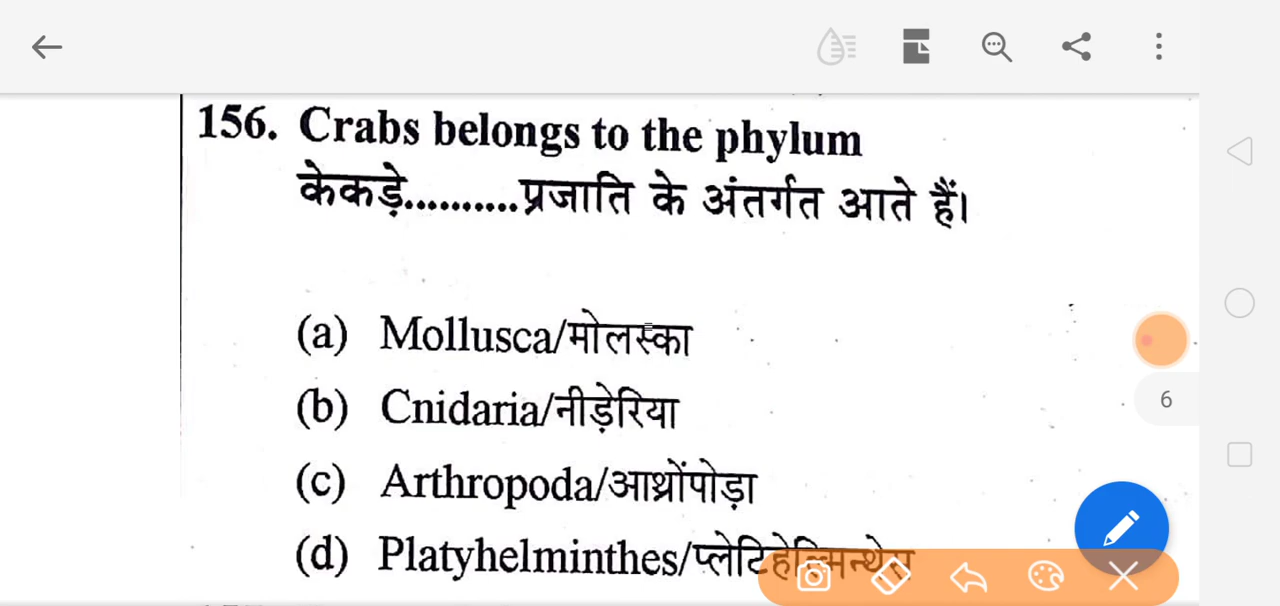 156. Crabs belongs to the phylum
केकड़े..........प्रजाति के अंतर्गत आते हैं।
(a) Mollusca/मोलस्का
(b) Cnidaria/नीड़ेरिया
(c) Arthropoda/आर्थ्रोपोड़ा
6
(d) Platyhelminthes/प्लेटिहेल्मिन्थेस